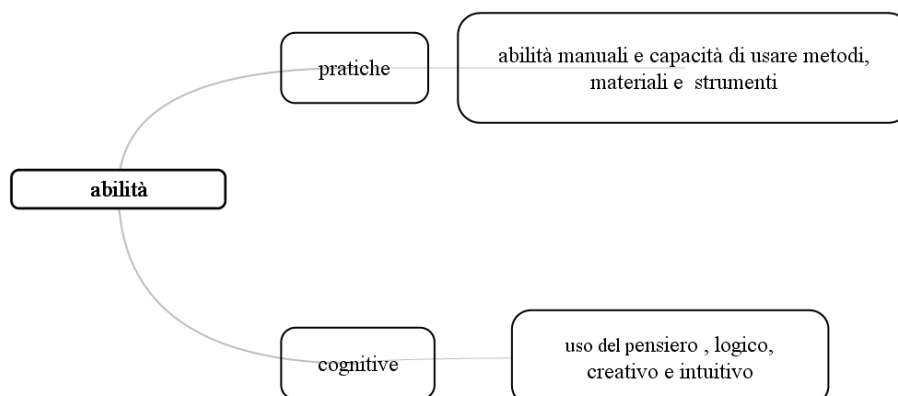 pratiche
abilità manuali e capacità di usare metodi,
materiali e strumenti
abilità
cognitive
uso del pensiero , logico,
creativo e intuitivo